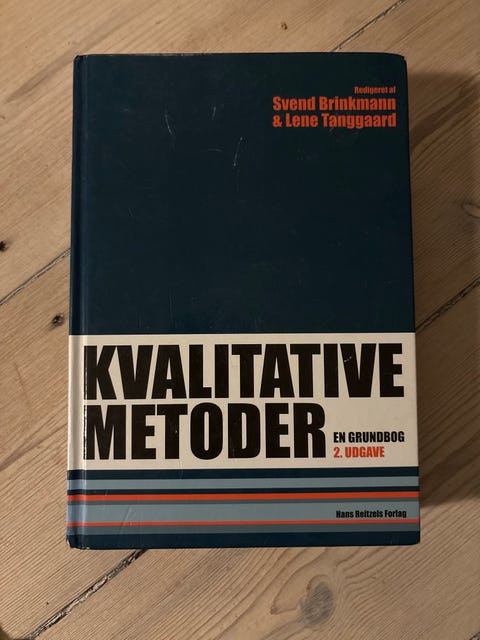 Redigeret af
Svend Brinkmann
& Lene Tanggaard
KVALITATIVE
METODER
EN GRUNDBOG
2. UDGAVE
Hans Reitzels Forlag